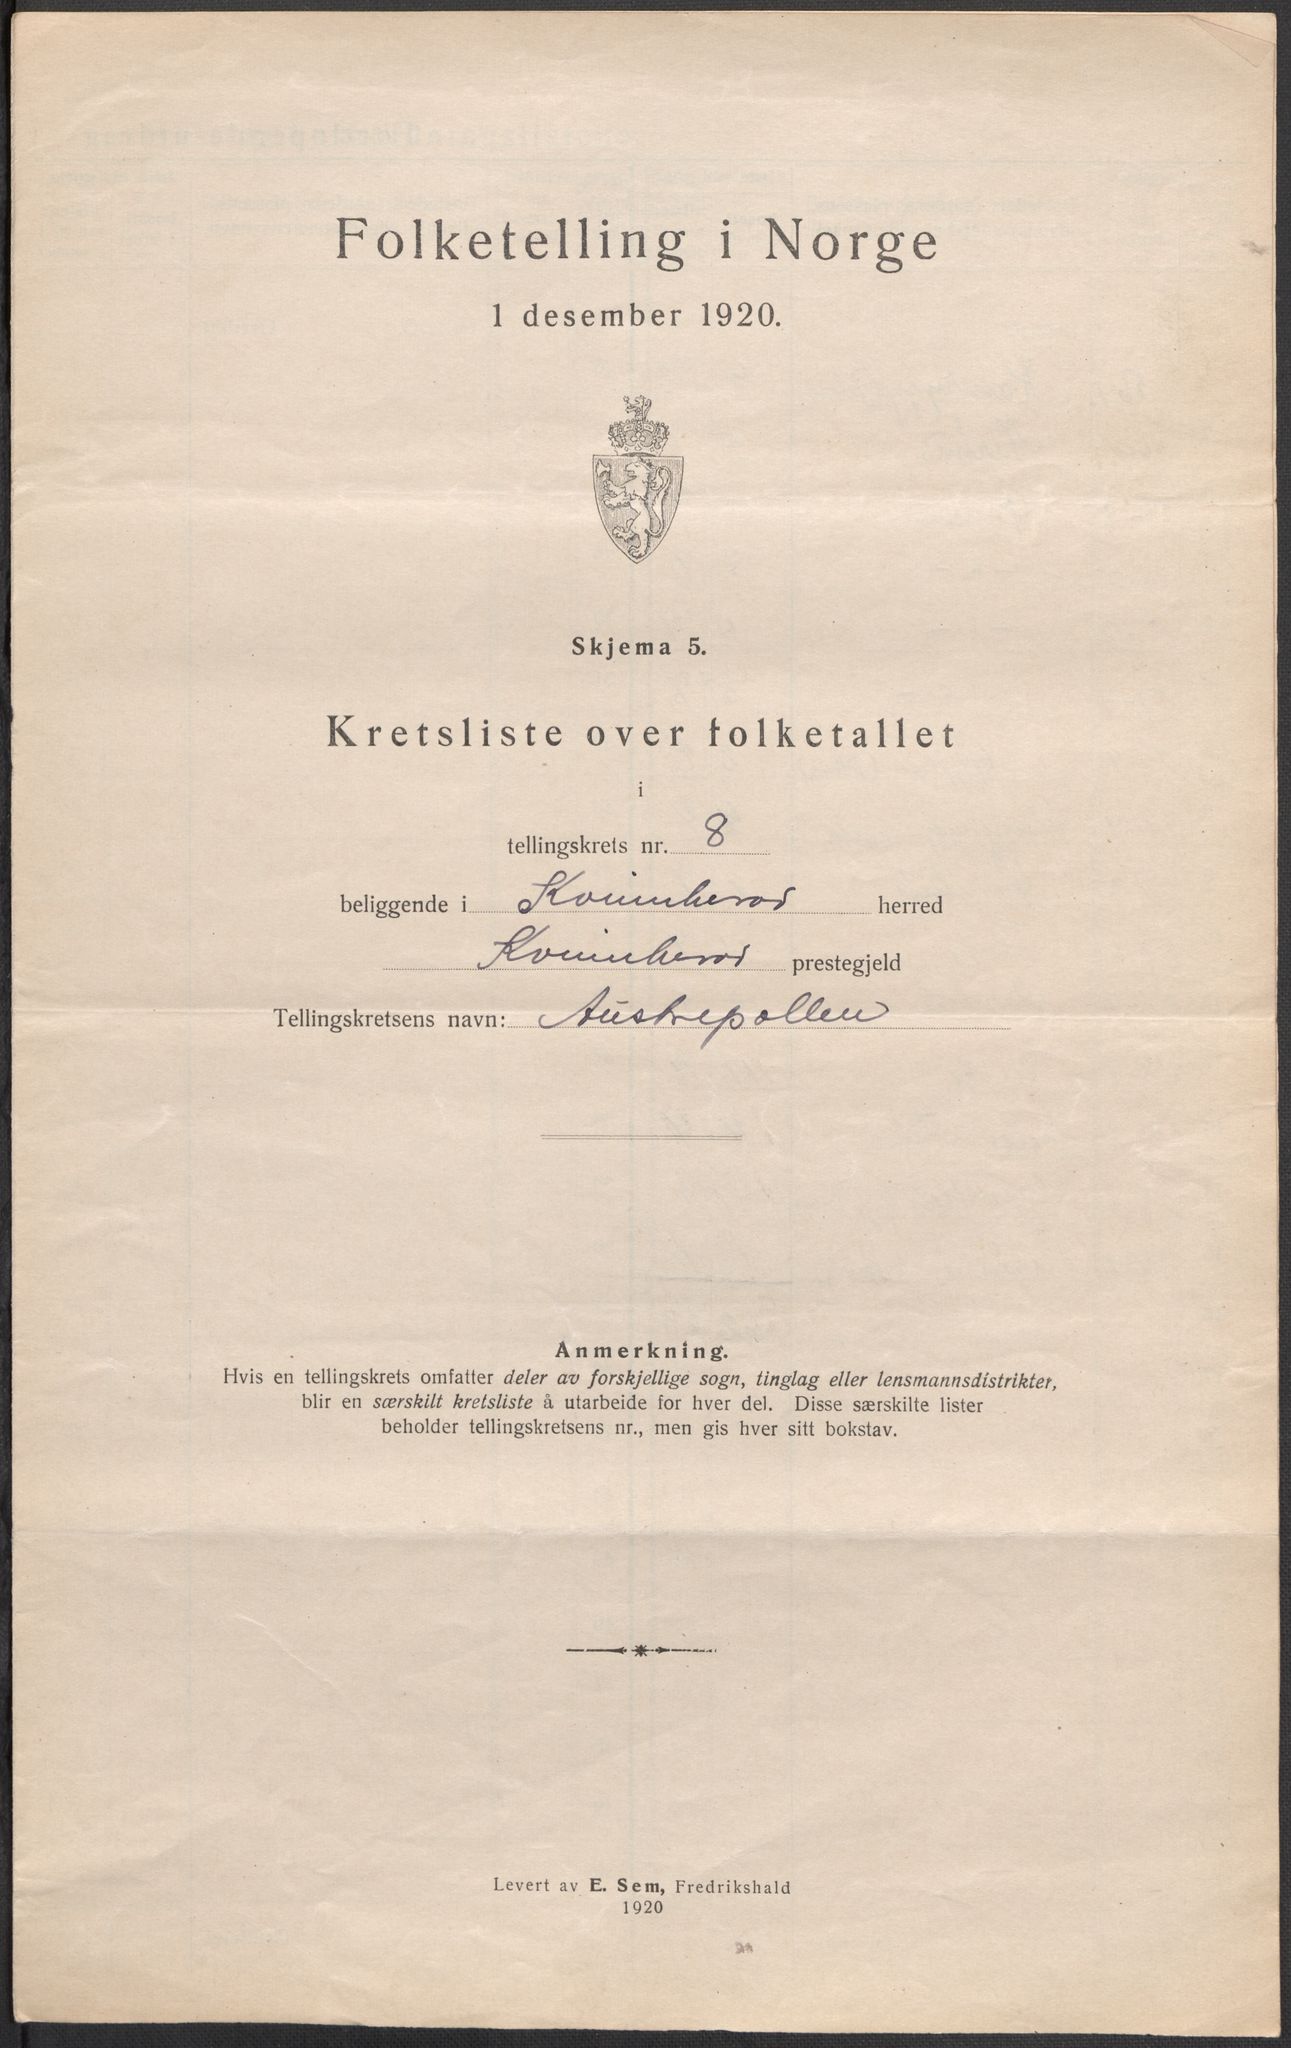 Folketelling i Norge
1 desember 1920.
Skjema 5.
Kretsliste over folketallet
i
tellingskrets nr. 8
beliggende i Kvinnherad herred
Kvinnherad prestegjeld
Tellingskretsens navn: Austrepollen
Anmerkning.
Hvis en tellingskrets omfatter deler av forskjellige sogn, tinglag eller lensmannsdistrikter,
blir en særskilt kretsliste å utarbeide for hver del. Disse særskilte lister
beholder tellingskretsens nr., men gis hver sitt bokstav.
Levert av E. Sem, Fredrikshald
1920